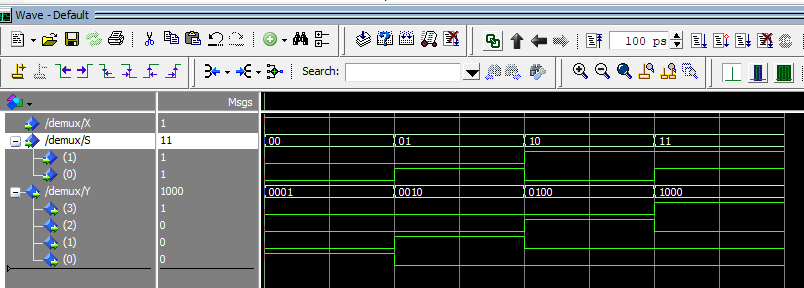 Wave - Default
100 ps
Search:
Msgs
/demux/X 1
/demux/S 11 00 01 10 11
(1) 1
(0) 1
/demux/Y 1000 0001 0010 0100 1000
(3) 1
(2) 0
(1) 0
(0) 0